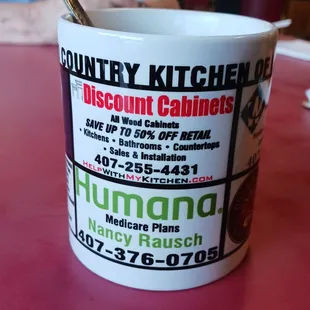 COUNTRY KITCHEN OF
Discount Cabinets
All Wood Cabinets
SAVE UP TO 50% OFF RETAIL
• Kitchens • Bathrooms • Countertops
• Sales & Installation
407-255-4431
HELPWITHMYKITCHEN.COM
407
Humana.
Medicare Plans
Nancy Rausch
407-376-0705